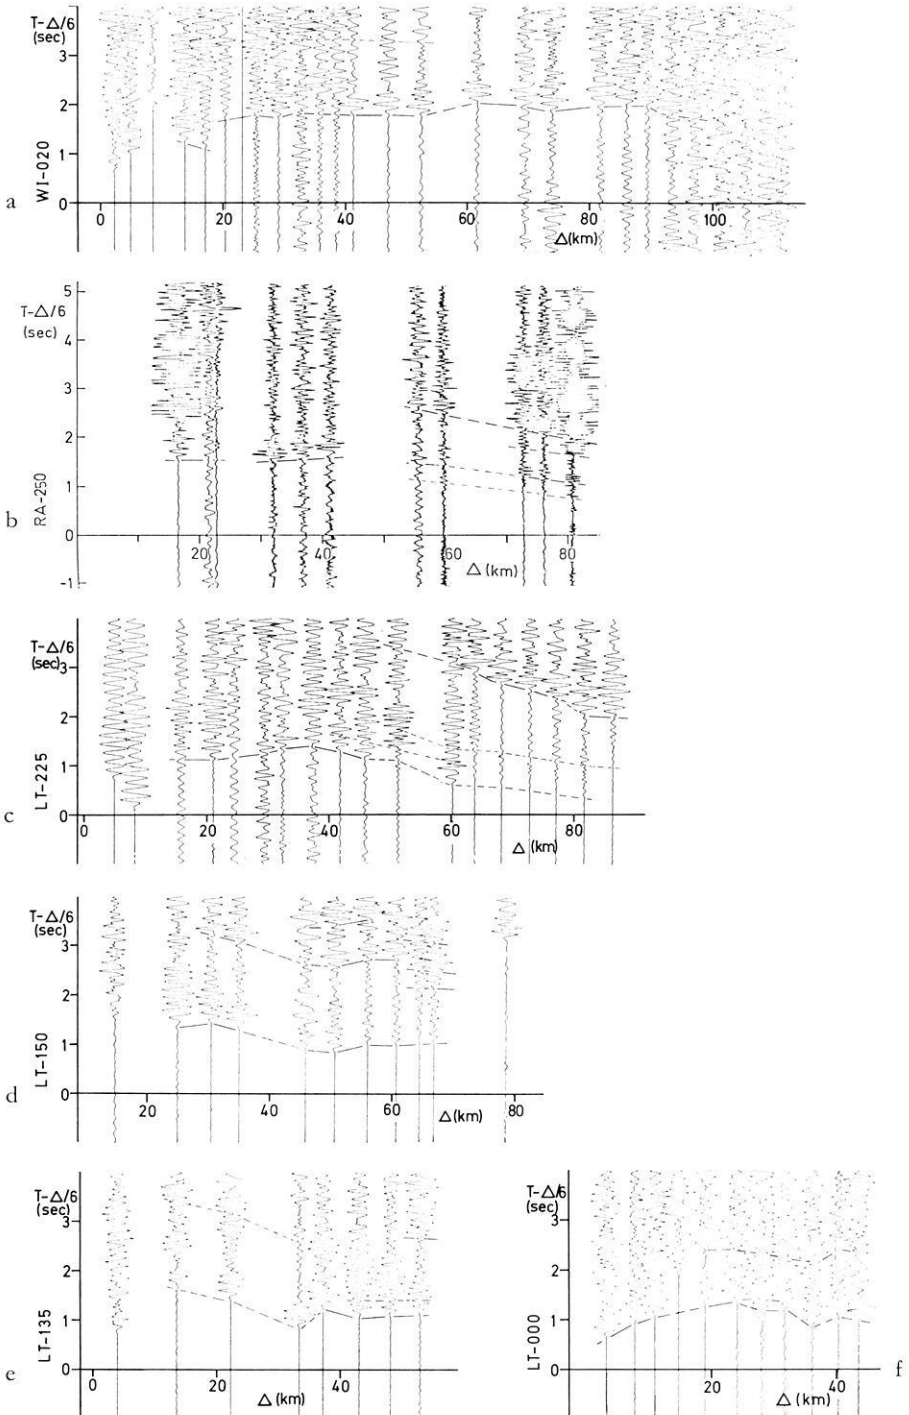 T-Δ/6
(sec)
3
2
1
0
WI-020
a
0 20 40 60 80 100
Δ(km)
5
T-Δ/6
(sec)
4
3
2
1
0
-1
RA-250
b
20 40 60 80
Δ (km)
T-Δ/6
(sec)3
2
1
0
LT-225
c
0 20 40 60 80
Δ (km)
T-Δ/6
(sec)
3
2
1
0
LT-150
d
20 40 60 80
Δ(km)
T-Δ/6
(sec)
3
2
1
0
LT-135
e
0 20 40
Δ (km)
T-Δ/6
(sec)
3
2
1
0
LT-000
f
20 40
Δ (km)